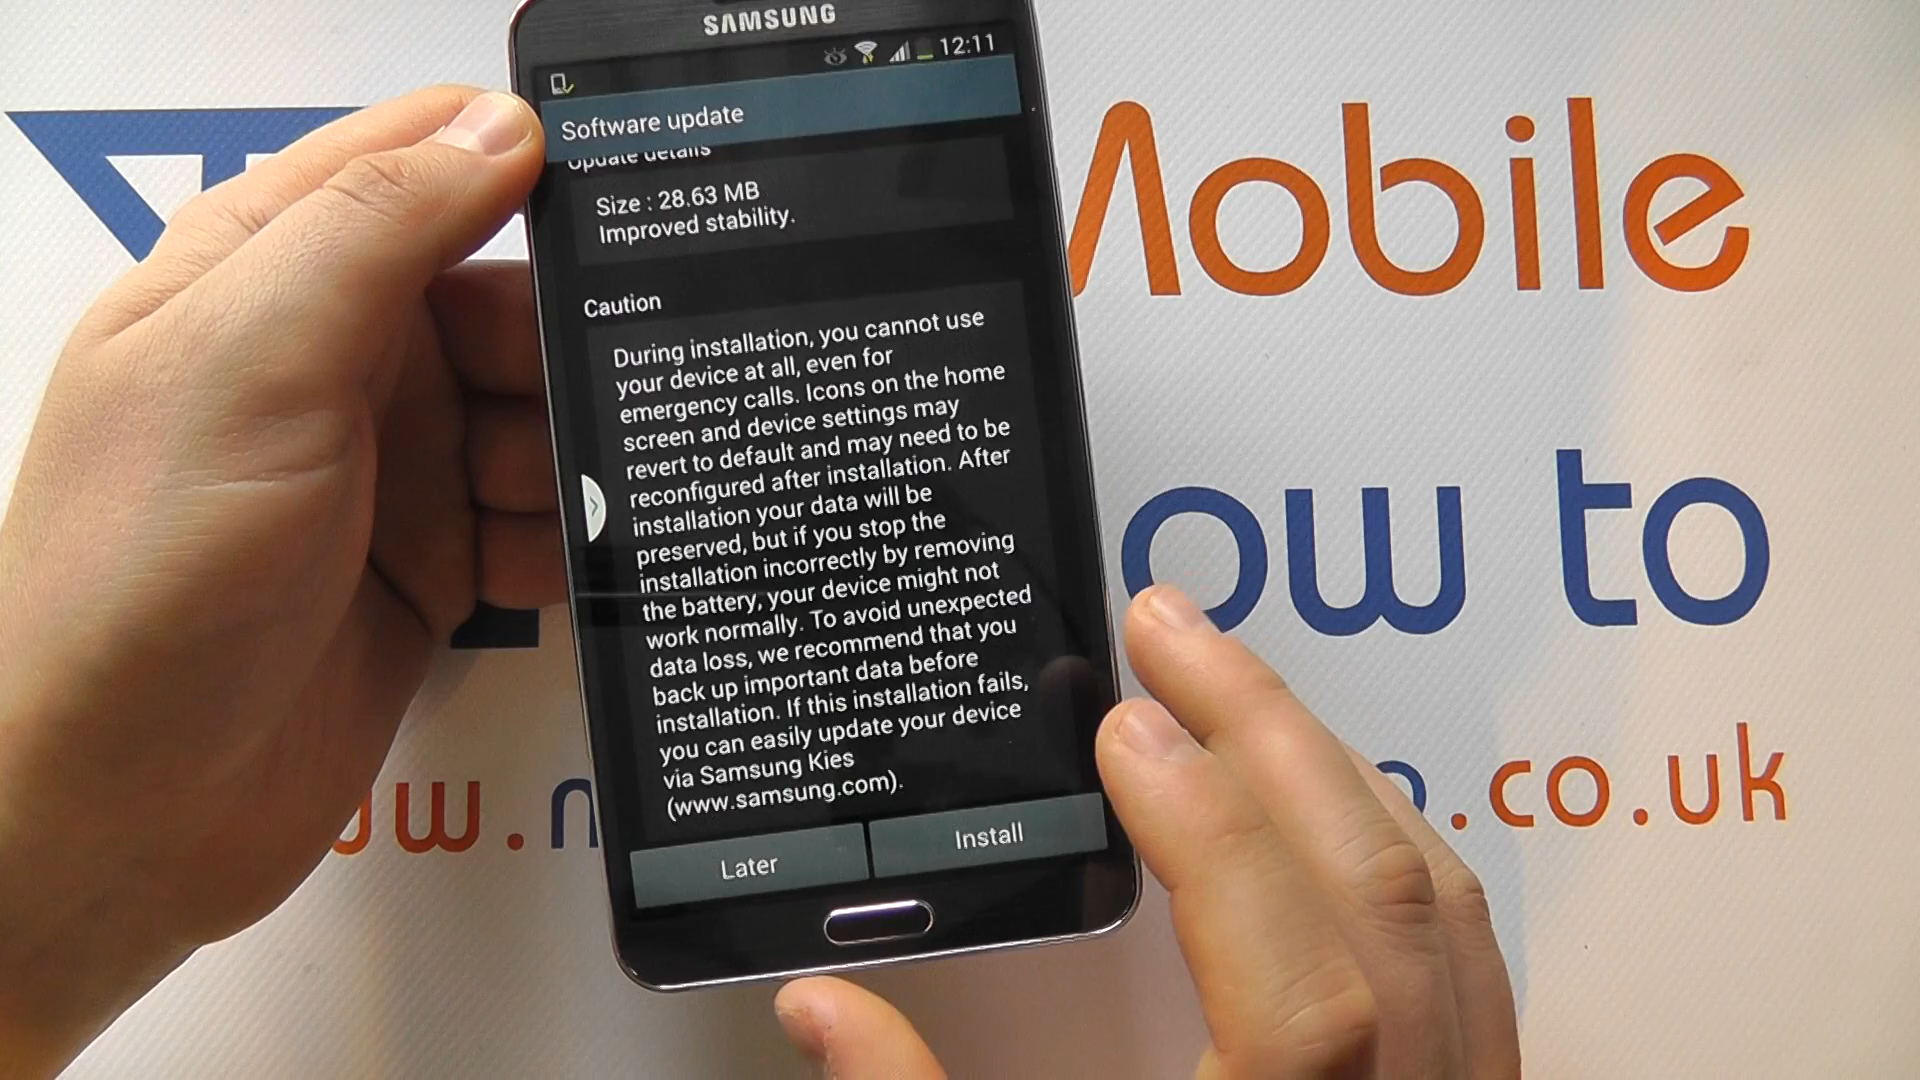 SAMSUNG
12:11
Software update
Update details
Size : 28.63 MB
Improved stability.
Caution
During installation, you cannot use
your device at all, even for
emergency calls. Icons on the home
screen and device settings may
revert to default and may need to be
reconfigured after installation. After
installation your data will be
preserved, but if you stop the
installation incorrectly by removing
the battery, your device might not
work normally. To avoid unexpected
data loss, we recommend that you
back up important data before
installation. If this installation fails,
you can easily update your device
via Samsung Kies
(www.samsung.com).
Later
Install
Mobile
ow to
.co.uk